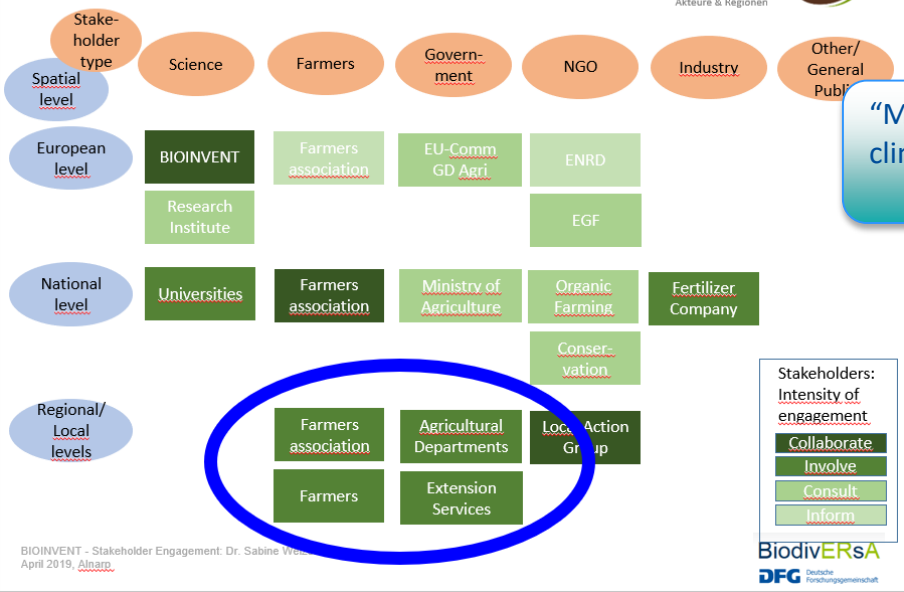 Akteure & Regionen
Stake-
holder
type
Spatial
level
Science
Farmers
Govern-
ment
NGO
Industry
Other/
General
European
level
BIOINVENT
Farmers
association
EU-Comm
GD Agri
ENRD
Research
Institute
EGF
National
level
Universities
Farmers
association
Ministry of
Agriculture
Organic
Farming
Fertilizer
Company
Conser-
vation
Regional/
Local
levels
Farmers
association
Agricultural
Departments
Action
Farmers
Extension
Services
Stakeholders:
Intensity of
engagement
Collaborate
Involve
Consult
Inform
BIOINVENT - Stakeholder Engagement: Dr. Sabine
April 2019, Alnarp
BiodivERsA
DFG Deutsche
Forschungsgemeinschaft